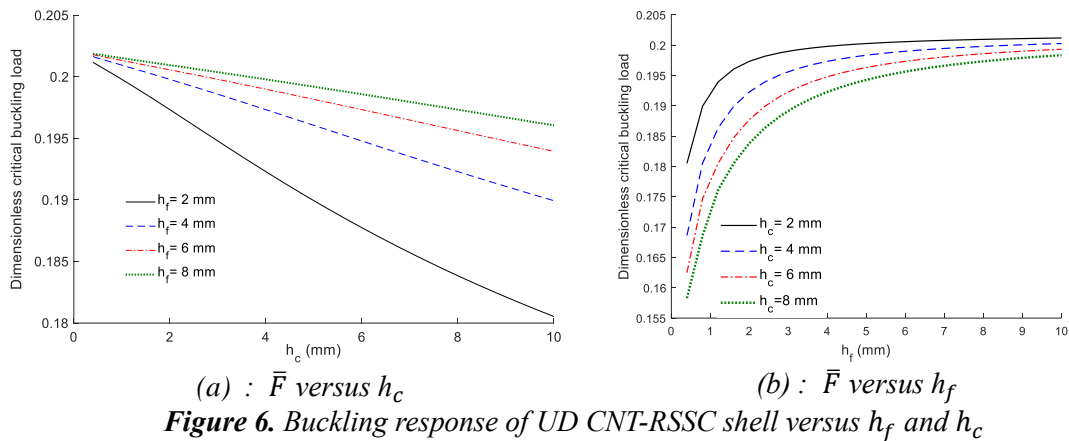 0.205
0.2
0.195
0.19
0.185
0.18
Dimensionless critical buckling load
h_f= 2 mm
h_f= 4 mm
h_f= 6 mm
h_f= 8 mm
0 2 4 6 8 10
h_c (mm)
(a) : F̄ versus h_c
0.205
0.2
0.195
0.19
0.185
0.18
0.175
0.17
0.165
0.16
0.155
Dimensionless critical buckling load
h_c= 2 mm
h_c= 4 mm
h_c= 6 mm
h_c=8 mm
0 1 2 3 4 5 6 7 8 9 10
h_f (mm)
(b) : F̄ versus h_f
Figure 6. Buckling response of UD CNT-RSSC shell versus h_f and h_c